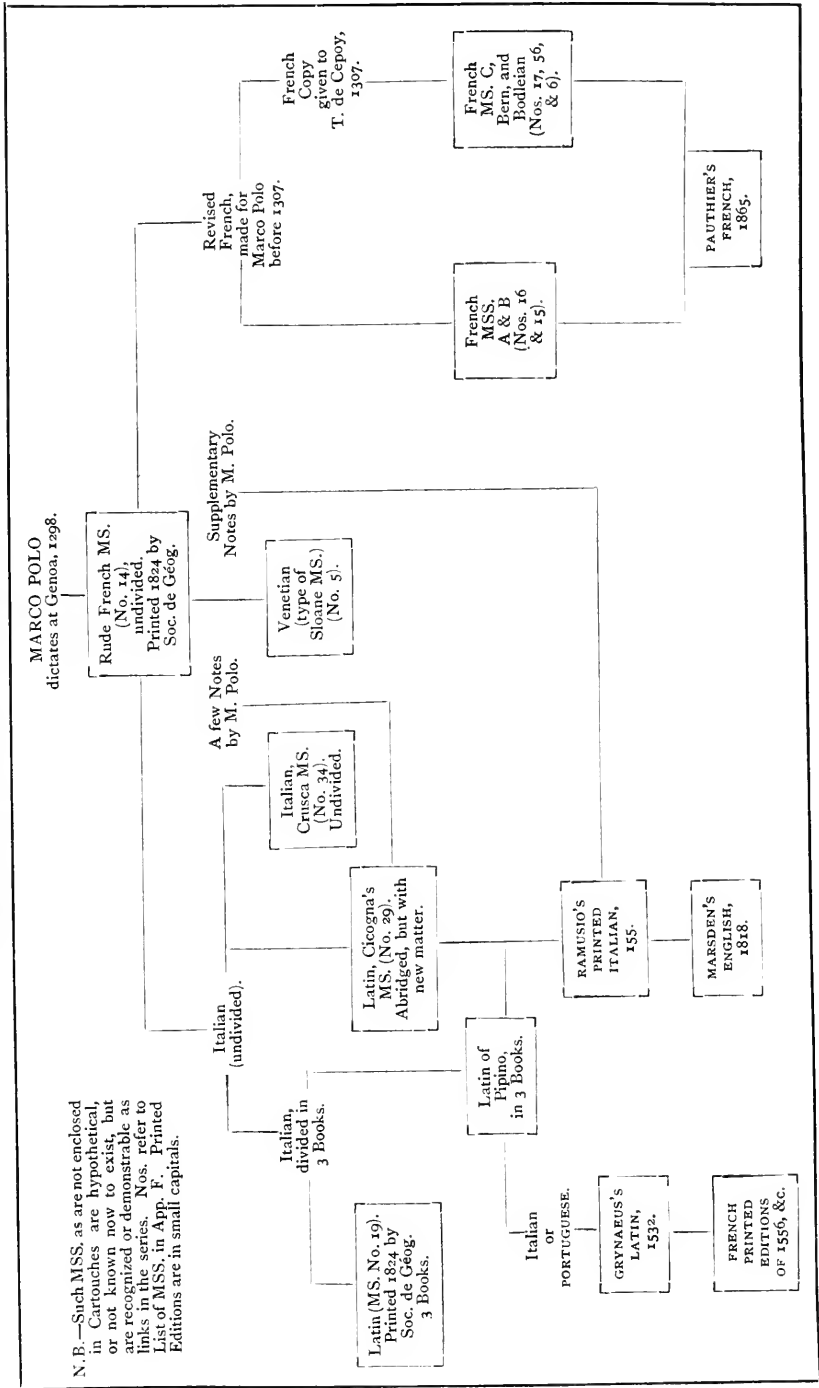 MARCO POLO
dictates at Genoa, 1298.
Rude French MS.
(No. 14),
undivided.
Printed 1824 by
Soc. de Géog.
N.B.—Such MSS. as are not enclosed
in Cartouches are hypothetical,
or not known now to exist, but
are recognized or demonstrable as
links in the series. Nos. refer to
List of MSS. in App. F. Printed
Editions are in small capitals.
Italian
(undivided).
A few Notes
by M. Polo.
Supplementary
Notes by M. Polo.
Revised
French,
made for
Marco Polo
before 1307.
Italian,
divided in
3 Books.
Italian,
Crusca MS.
(No. 34).
Undivided.
Venetian
(type of
Sloane MS.)
(No. 5).
French
Copy
given to
T. de Cepoy,
1307.
Latin (MS. No. 19).
Printed 1824 by
Soc. de Géog.
3 Books.
Latin, Cicogna's
MS. (No. 29).
Abridged, but with
new matter.
French
MSS.
A & B
(Nos. 16
& 15).
French
MS. C,
Bern, and
Bodleian
(Nos. 17, 56,
& 6).
Latin of
Pipino,
in 3 Books.
Italian
or
PORTUGUESE.
RAMUSIO'S
PRINTED
ITALIAN,
155-
GRYNAEUS'S
LATIN,
1532.
MARSDEN'S
ENGLISH,
1818.
PAUTHIER'S
FRENCH,
1865.
FRENCH
PRINTED
EDITIONS
OF 1556, &c.